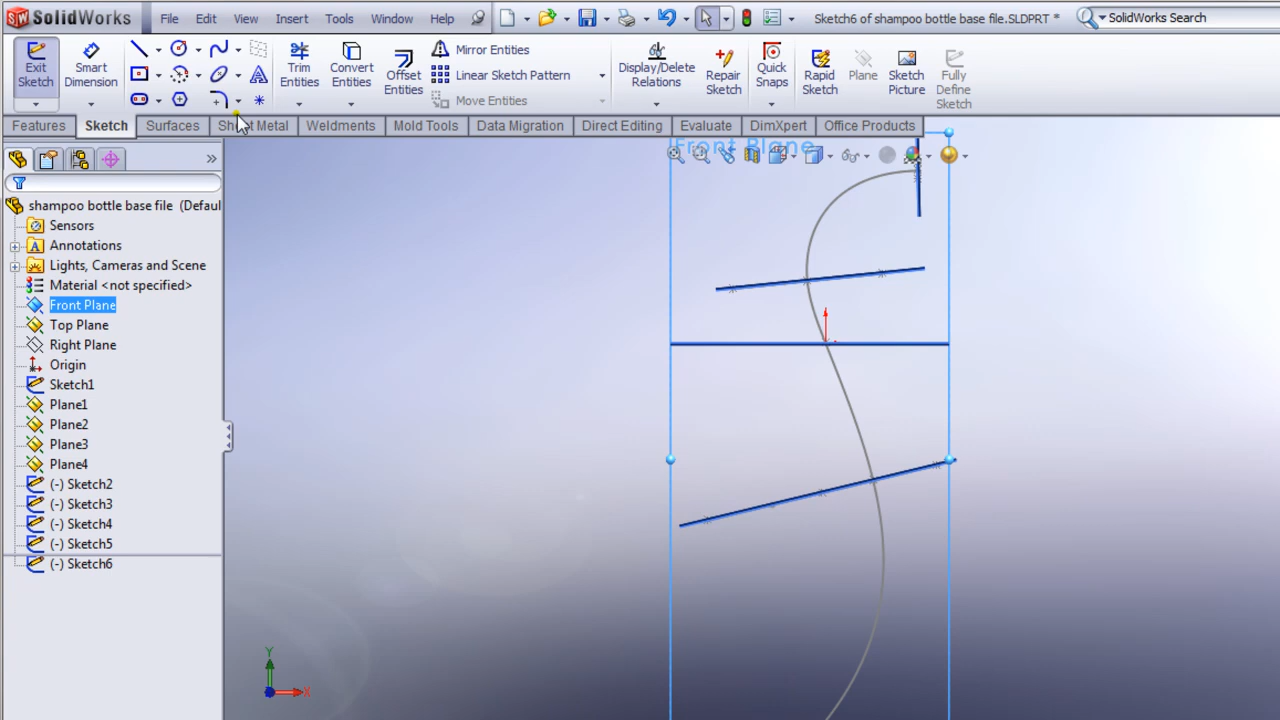 SolidWorks File Edit View Insert Tools Window Help Sketch6 of shampoo bottle base file.SLDPRT * SolidWorks Search
Exit Sketch
Smart Dimension
Trim Entities
Convert Entities
Offset Entities
Mirror Entities
Linear Sketch Pattern
Move Entities
Display/Delete Relations
Repair Sketch
Quick Snaps
Rapid Sketch
Plane
Sketch Picture
Fully Define Sketch
Features Sketch Surfaces Sheet Metal Weldments Mold Tools Data Migration Direct Editing Evaluate DimXpert Office Products
Front Plane
shampoo bottle base file (Defaul
Sensors
Annotations
Lights, Cameras and Scene
Material <not specified>
Front Plane
Top Plane
Right Plane
Origin
Sketch1
Plane1
Plane2
Plane3
Plane4
(-) Sketch2
(-) Sketch3
(-) Sketch4
(-) Sketch5
(-) Sketch6
Y
X